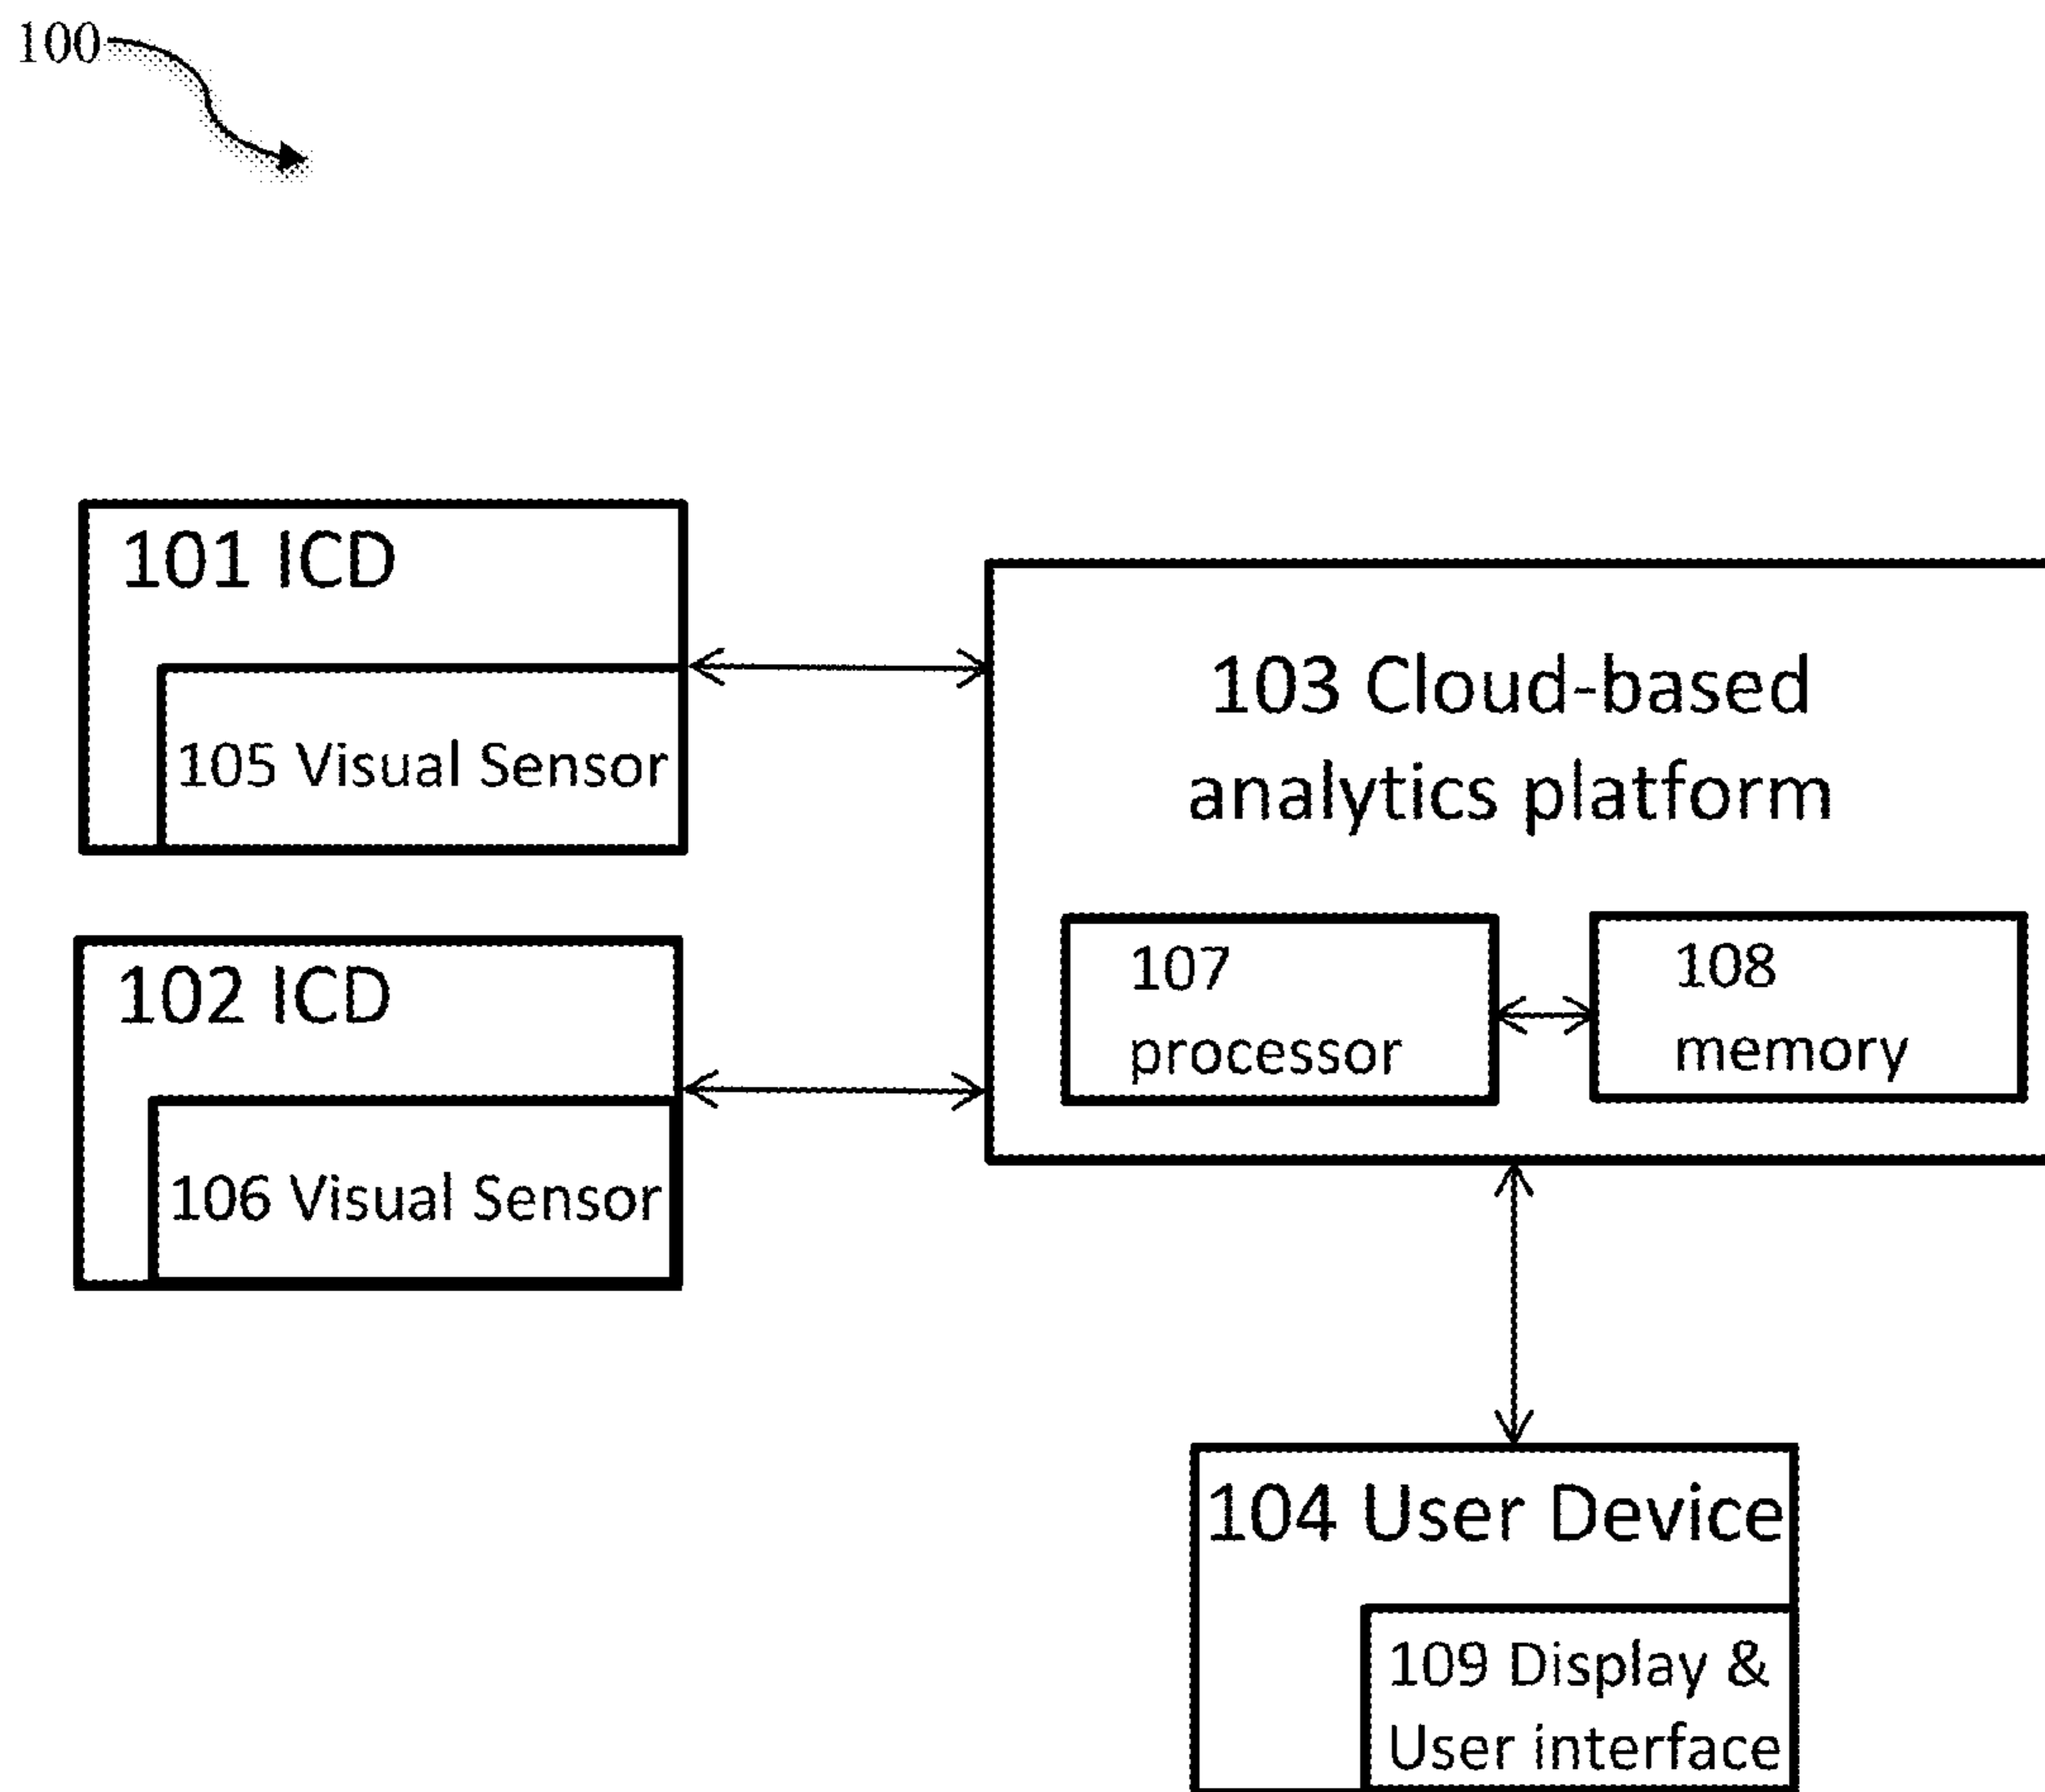 100
101 ICD
105 Visual Sensor
102 ICD
106 Visual Sensor
103 Cloud-based
analytics platform
107
processor
108
memory
104 User Device
109 Display &
User interface